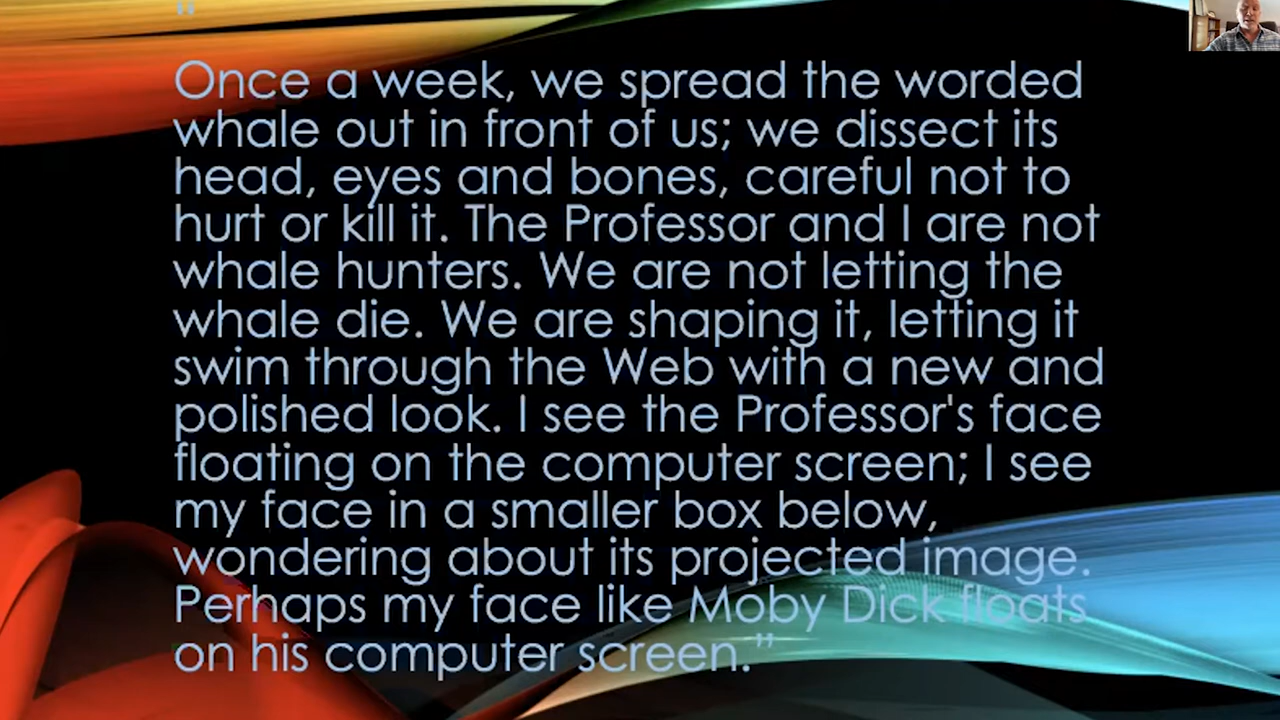 "
Once a week, we spread the worded
whale out in front of us; we dissect its
head, eyes and bones, careful not to
hurt or kill it. The Professor and I are not
whale hunters. We are not letting the
whale die. We are shaping it, letting it
swim through the Web with a new and
polished look. I see the Professor's face
floating on the computer screen; I see
my face in a smaller box below,
wondering about its projected image.
Perhaps my face like Moby Dick floats
on his computer screen.”